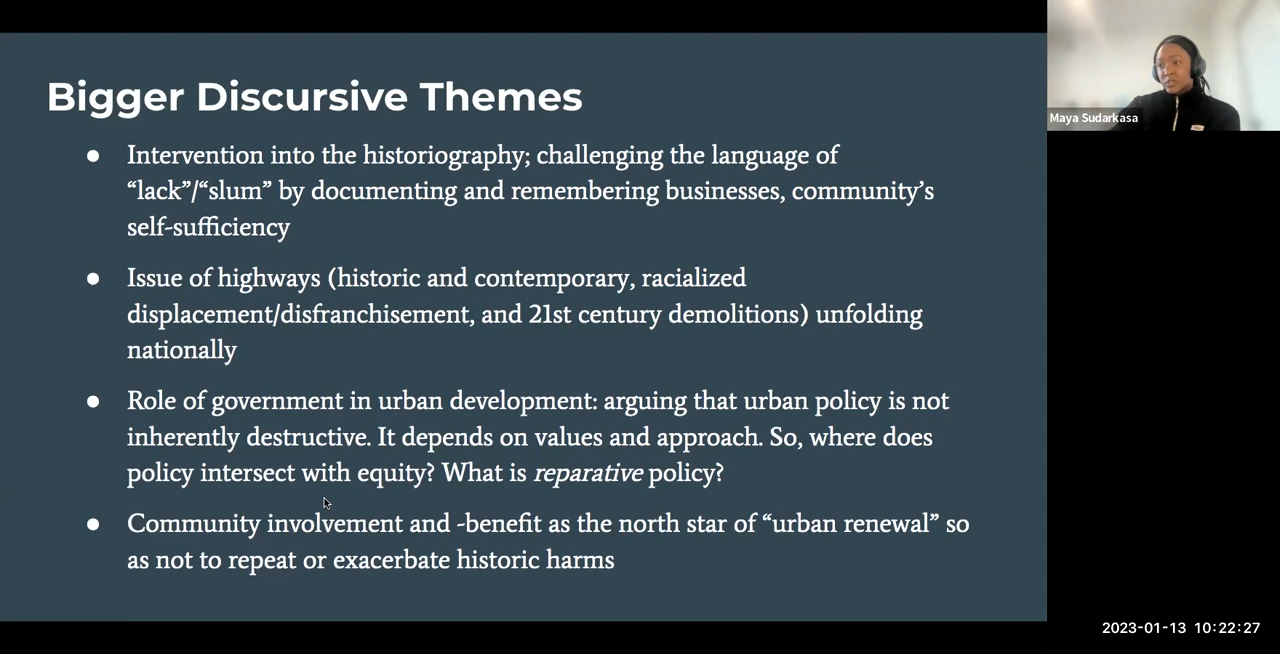 Bigger Discursive Themes
● Intervention into the historiography; challenging the language of
“lack”/“slum” by documenting and remembering businesses, community’s
self-sufficiency
● Issue of highways (historic and contemporary, racialized
displacement/disfranchisement, and 21st century demolitions) unfolding
nationally
● Role of government in urban development: arguing that urban policy is not
inherently destructive. It depends on values and approach. So, where does
policy intersect with equity? What is reparative policy?
● Community involvement and -benefit as the north star of “urban renewal” so
as not to repeat or exacerbate historic harms
Maya Sudarkasa
2023-01-13 10:22:27